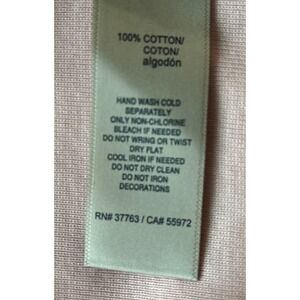 100% COTTON/
COTON/
algodón
HAND WASH COLD
SEPARATELY
ONLY NON-CHLORINE
BLEACH IF NEEDED
DO NOT WRING OR TWIST
DRY FLAT
COOL IRON IF NEEDED
DO NOT DRY CLEAN
DO NOT IRON
DECORATIONS
RN# 37763 / CA# 55972